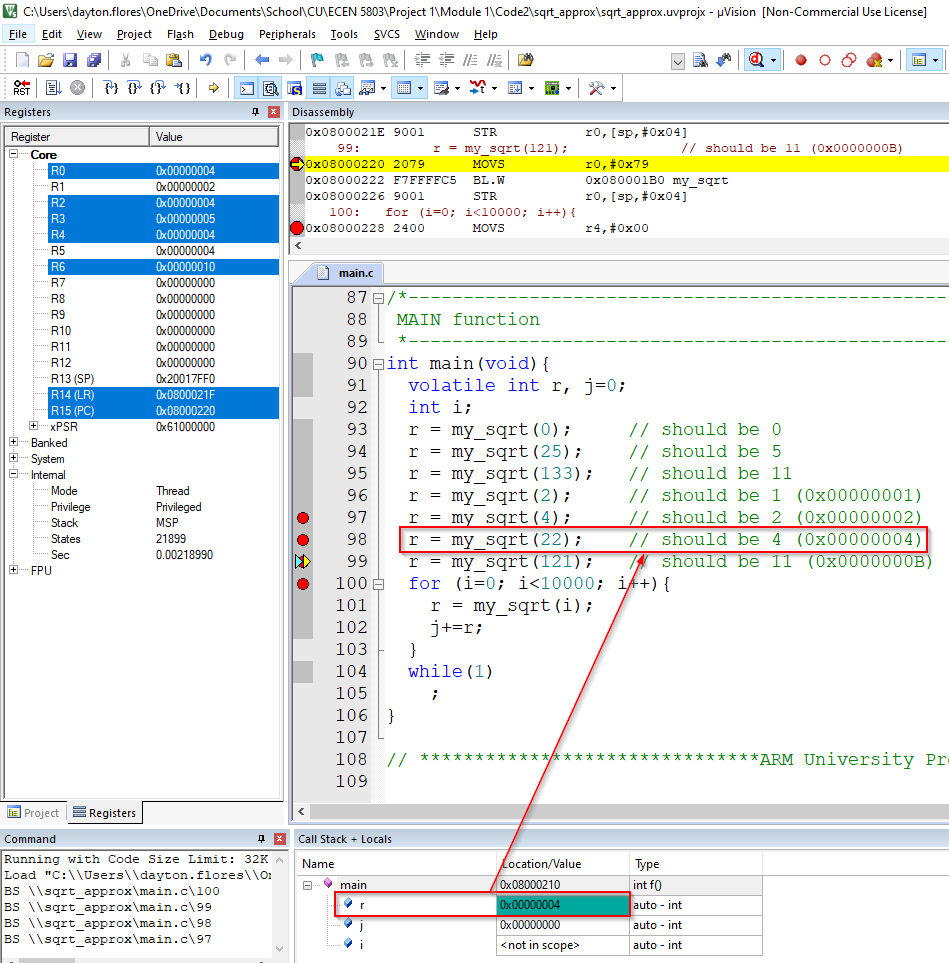 C:\Users\dayton.flores\OneDrive\Documents\School\CU\ECEN 5803\Project 1\Module 1\Code2\sqrt_approx\sqrt_approx.uvprojx - µVision  [Non-Commercial Use License]
File Edit View Project Flash Debug Peripherals Tools SVCS Window Help
RST
Registers
Register Value
Core
R0 0x00000004
R1 0x00000002
R2 0x00000004
R3 0x00000005
R4 0x00000004
R5 0x00000004
R6 0x00000010
R7 0x00000000
R8 0x00000000
R9 0x00000000
R10 0x00000000
R11 0x00000000
R12 0x00000000
R13 (SP) 0x20017FF0
R14 (LR) 0x0800021F
R15 (PC) 0x08000220
xPSR 0x61000000
Banked
System
Internal
Mode Thread
Privilege Privileged
Stack MSP
States 21899
Sec 0.00218990
FPU
Project Registers
Disassembly
0x0800021E 9001 STR r0,[sp,#0x04]
99: r = my_sqrt(121); // should be 11 (0x0000000B)
0x08000220 2079 MOVS r0,#0x79
0x08000222 F7FFFFC5 BL.W 0x080001B0 my_sqrt
0x08000226 9001 STR r0,[sp,#0x04]
100: for (i=0; i<10000; i++){
0x08000228 2400 MOVS r4,#0x00
main.c
87 /*--------------------------------------------------
88 MAIN function
89 *--------------------------------------------------
90 int main(void){
91 volatile int r, j=0;
92 int i;
93 r = my_sqrt(0); // should be 0
94 r = my_sqrt(25); // should be 5
95 r = my_sqrt(133); // should be 11
96 r = my_sqrt(2); // should be 1 (0x00000001)
97 r = my_sqrt(4); // should be 2 (0x00000002)
98 r = my_sqrt(22); // should be 4 (0x00000004)
99 r = my_sqrt(121); // should be 11 (0x0000000B)
100 for (i=0; i<10000; i++){
101 r = my_sqrt(i);
102 j+=r;
103 }
104 while(1)
105 ;
106 }
107
108 // *******************************ARM University Pro
109
Command
Running with Code Size Limit: 32K
Load "C:\\Users\\dayton.flores\\On
BS \\sqrt_approx\main.c\100
BS \\sqrt_approx\main.c\99
BS \\sqrt_approx\main.c\98
BS \\sqrt_approx\main.c\97
Call Stack + Locals
Name Location/Value Type
main 0x08000210 int f()
r 0x00000004 auto - int
j 0x00000000 auto - int
i <not in scope> auto - int